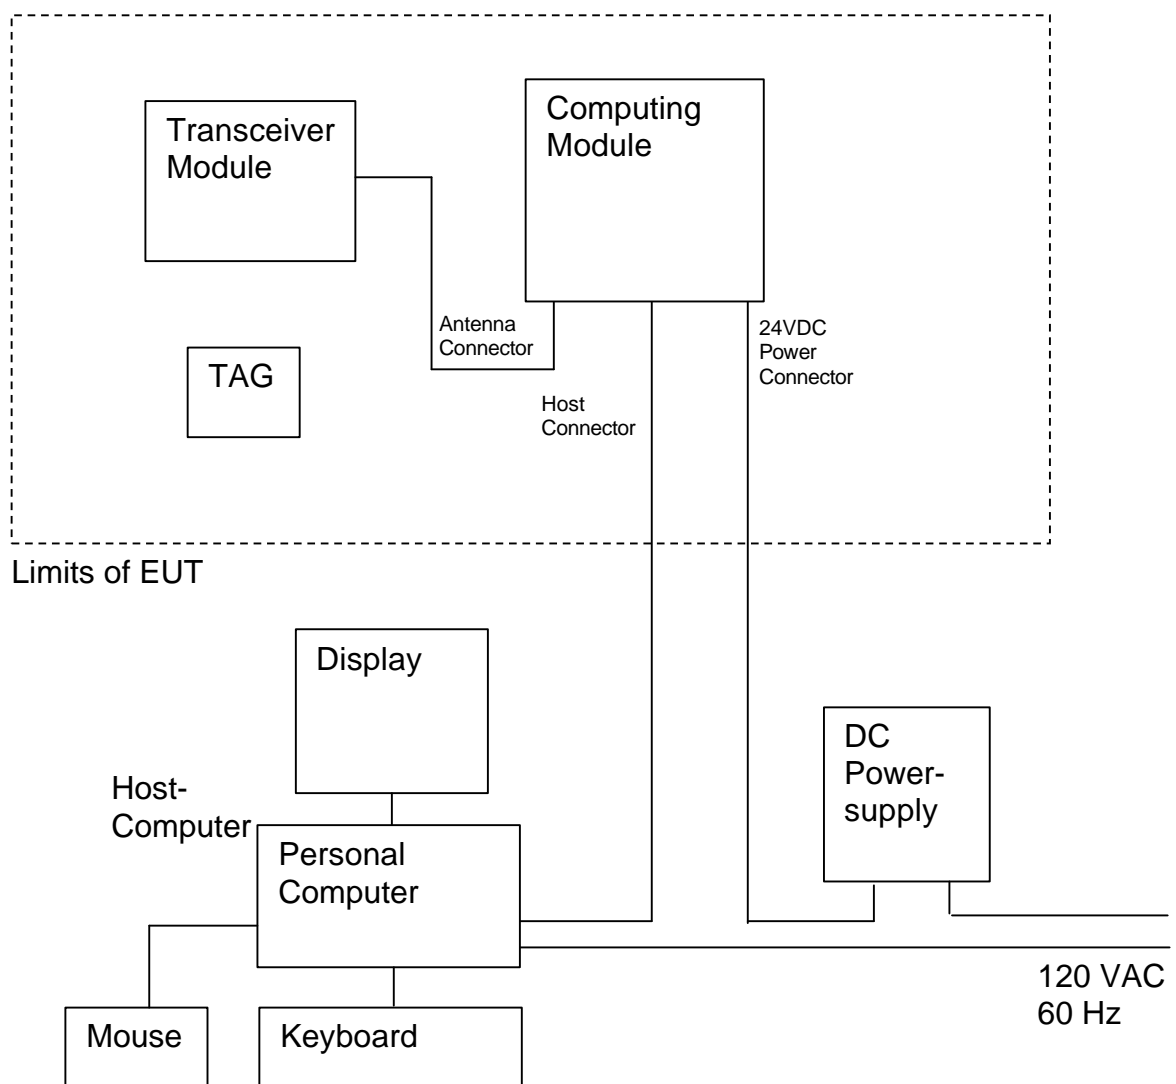 Transceiver
Module
Computing
Module
Antenna
Connector
24VDC
Power
Connector
TAG
Host
Connector
Limits of EUT
Display
DC
Power-
supply
Host-
Computer
Personal
Computer
120 VAC
60 Hz
Mouse
Keyboard